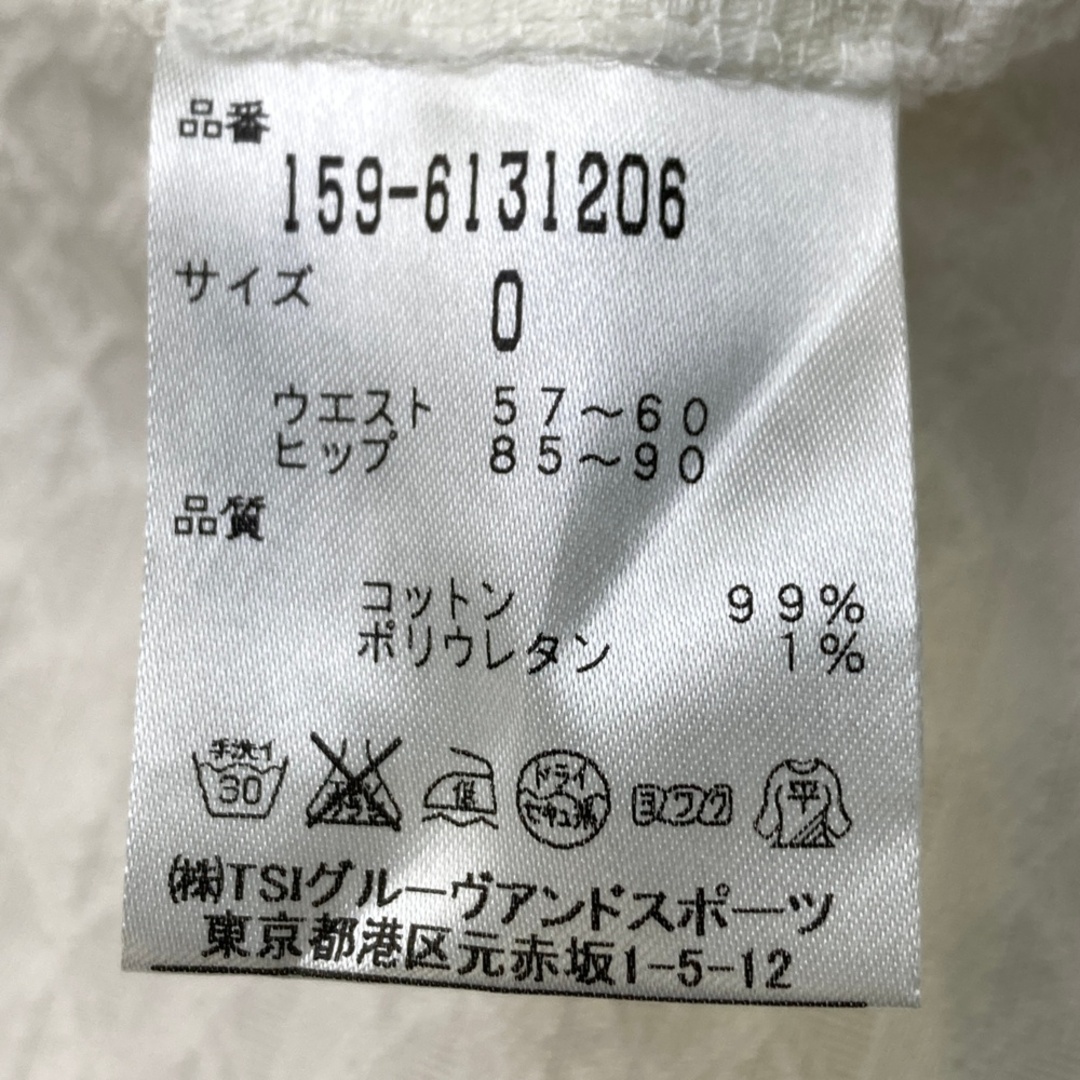 品番
159-6131206
サイズ
0
ウエスト 57〜60
ヒップ 85〜90
品質
コットン 99%
ポリウレタン 1%
手洗イ 30 低 ドライ セキユ系 ヨワク 平
(株)TSIグルーヴアンドスポーツ
東京都港区元赤坂1-5-12